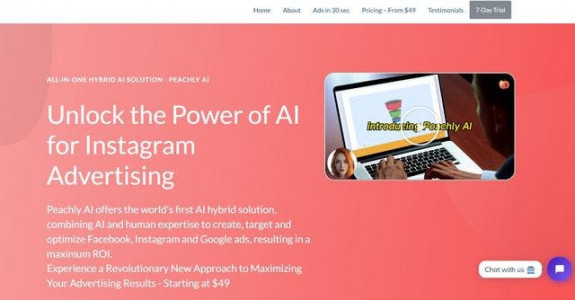 Home About Ads in 30 sec Pricing – From $49 Testimonials 7-Day Trial
ALL-IN-ONE HYBRID AI SOLUTION - PEACHLY AI
Unlock the Power of AI
for Instagram
Advertising
introducing Peachly AI
Peachly AI offers the world's first AI hybrid solution,
combining AI and human expertise to create, target and
optimize Facebook, Instagram and Google ads, resulting in a
maximum ROI.
Experience a Revolutionary New Approach to Maximizing
Your Advertising Results - Starting at $49
Chat with us